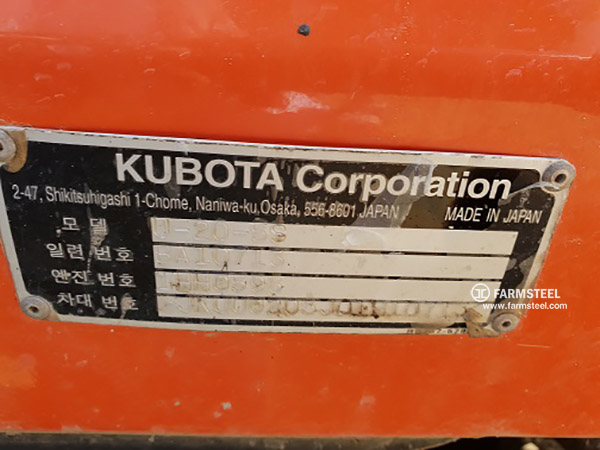 KUBOTA Corporation
2-47, Shikitsuhigashi 1-Chome, Naniwa-ku, Osaka, 556-8601 JAPAN
MADE IN JAPAN
모델
일련 번호
엔진 번호
차대 번호
FARMSTEEL
www.farmsteel.com